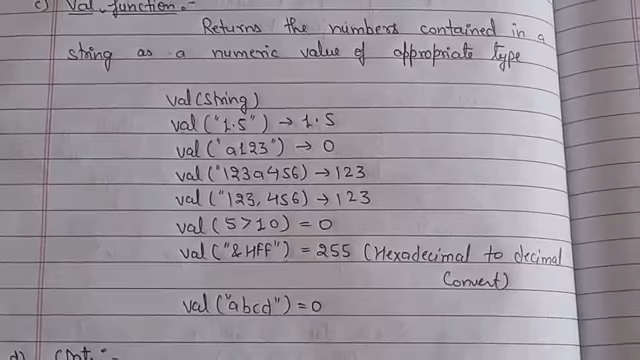 c) Val function :-
Returns the numbers contained in a
string as a numeric value of appropriate type
val(string)
val("1.5") → 1.5
val("a123") → 0
val("123a456) → 123
val("123,456) → 123
val(5>10) = 0
val("&HFF") = 255 (Hexadecimal to decimal
Convert)
val("abcd") = 0
d) CInt :-